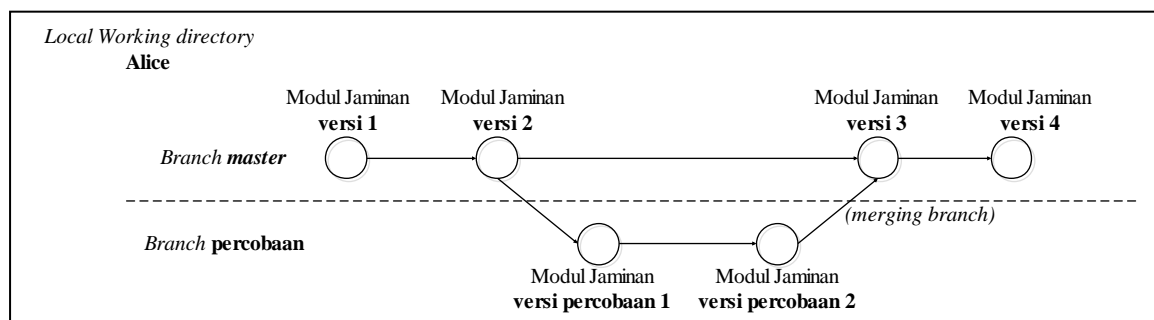 Local Working directory
Alice
Modul Jaminan
versi 1
Modul Jaminan
versi 2
Modul Jaminan
versi 3
Modul Jaminan
versi 4
Branch master
(merging branch)
Branch percobaan
Modul Jaminan
versi percobaan 1
Modul Jaminan
versi percobaan 2